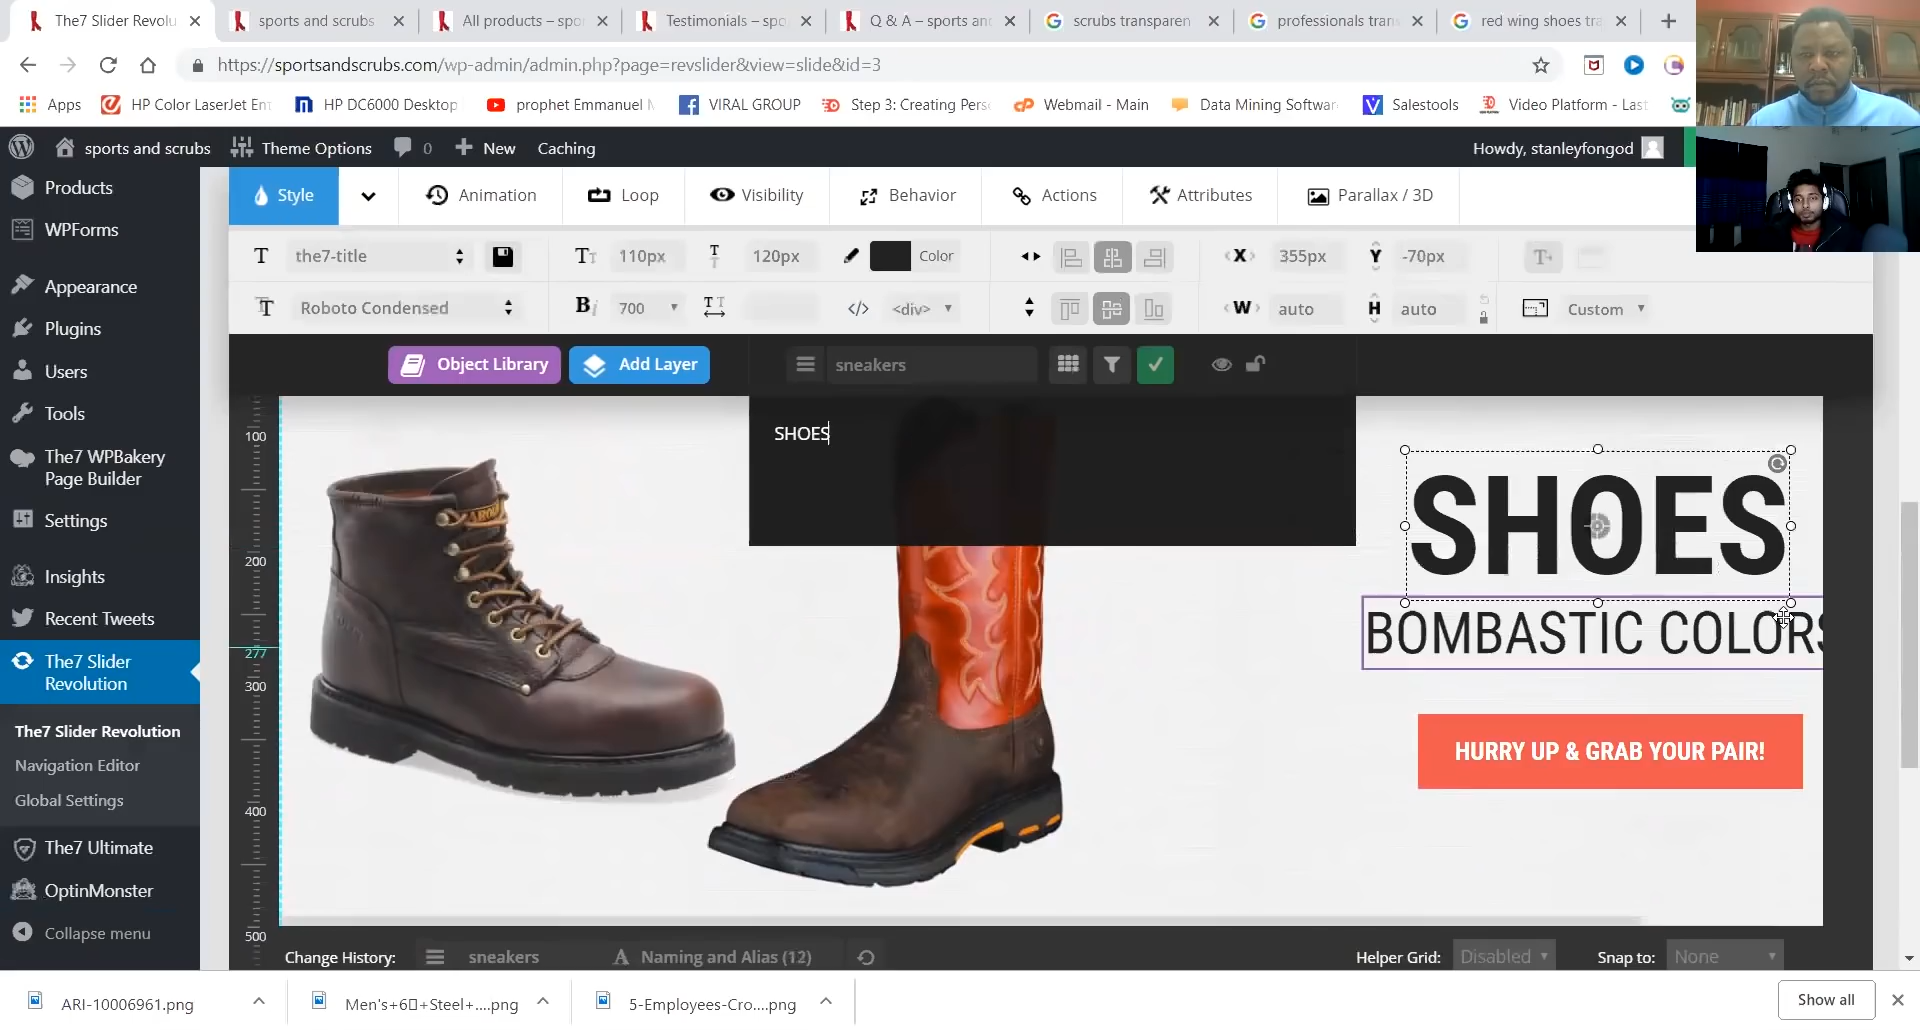 The7 Slider Revolu
sports and scrubs
All products – spo
Testimonials – spo
Q & A – sports an
scrubs transparen
professionals tran
red wing shoes tra
https://sportsandscrubs.com/wp-admin/admin.php?page=revslider&view=slide&id=3
Apps
HP Color LaserJet En
HP DC6000 Desktop
prophet Emmanuel M
VIRAL GROUP
Step 3: Creating Pers
Webmail - Main
Data Mining Softwar
Salestools
Video Platform - Last
sports and scrubs
Theme Options
0
New
Caching
Howdy, stanleyfongod
Products
WPForms
Appearance
Plugins
Users
Tools
The7 WPBakery
Page Builder
Settings
Insights
Recent Tweets
The7 Slider
Revolution
The7 Slider Revolution
Navigation Editor
Global Settings
The7 Ultimate
OptinMonster
Collapse menu
Style
Animation
Loop
Visibility
Behavior
Actions
Attributes
Parallax / 3D
the7-title
110px
120px
Color
X
355px
Y
-70px
Roboto Condensed
700
<div>
W
auto
H
auto
Custom
Object Library
Add Layer
sneakers
SHOES
100
200
277
300
400
500
SHOES
BOMBASTIC COLORS
HURRY UP & GRAB YOUR PAIR!
Change History:
sneakers
Naming and Alias (12)
Helper Grid:
Disabled
Snap to:
None
ARI-10006961.png
Men's+6▯+Steel+....png
5-Employees-Cro....png
Show all